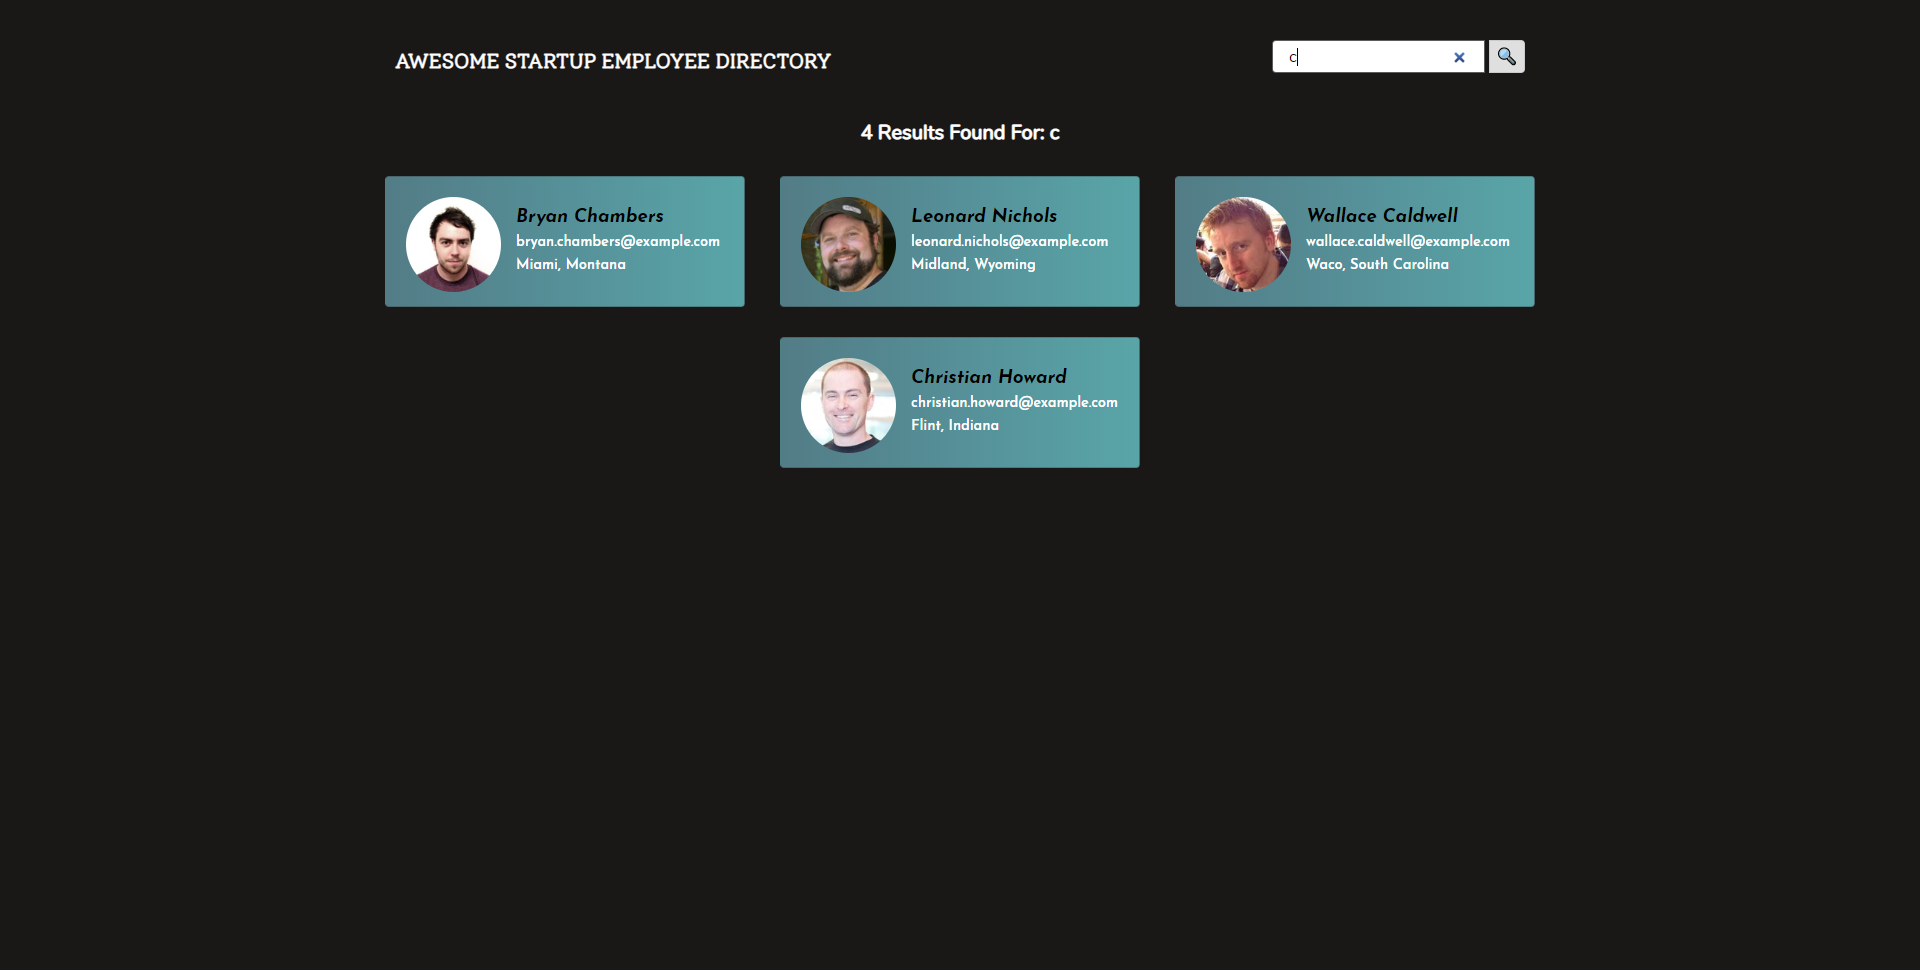 AWESOME STARTUP EMPLOYEE DIRECTORY
c
4 Results Found For: c
Bryan Chambers
bryan.chambers@example.com
Miami, Montana
Leonard Nichols
leonard.nichols@example.com
Midland, Wyoming
Wallace Caldwell
wallace.caldwell@example.com
Waco, South Carolina
Christian Howard
christian.howard@example.com
Flint, Indiana